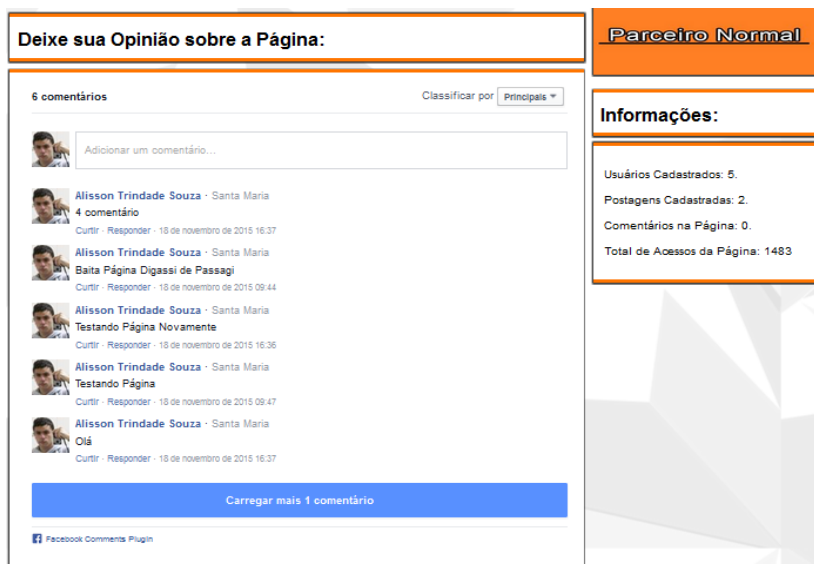 Deixe sua Opinião sobre a Página:
6 comentários
Classificar por Principais
Adicionar um comentário...
Alisson Trindade Souza · Santa Maria
4 comentário
Curtir · Responder · 18 de novembro de 2015 16:37
Alisson Trindade Souza · Santa Maria
Baita Página Digassi de Passagi
Curtir · Responder · 18 de novembro de 2015 09:44
Alisson Trindade Souza · Santa Maria
Testando Página Novamente
Curtir · Responder · 18 de novembro de 2015 16:36
Alisson Trindade Souza · Santa Maria
Testando Página
Curtir · Responder · 18 de novembro de 2015 09:47
Alisson Trindade Souza · Santa Maria
Olá
Curtir · Responder · 18 de novembro de 2015 16:37
Carregar mais 1 comentário
Facebook Comments Plugin
Parceiro Normal
Informações:
Usuários Cadastrados: 5.
Postagens Cadastradas: 2.
Comentários na Página: 0.
Total de Acessos da Página: 1483